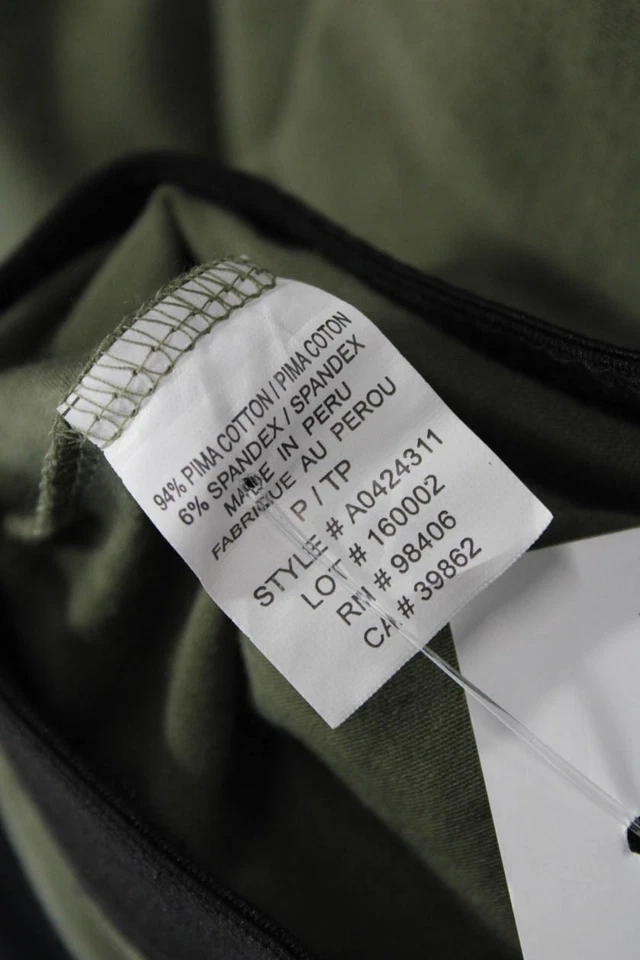 94% PIMA COTTON / PIMA COTON
6% SPANDEX / SPANDEX
MADE IN PERU
FABRIQUE AU PEROU
P / TP
STYLE # A0424311
LOT # 160002
RN # 98406
CA # 39862